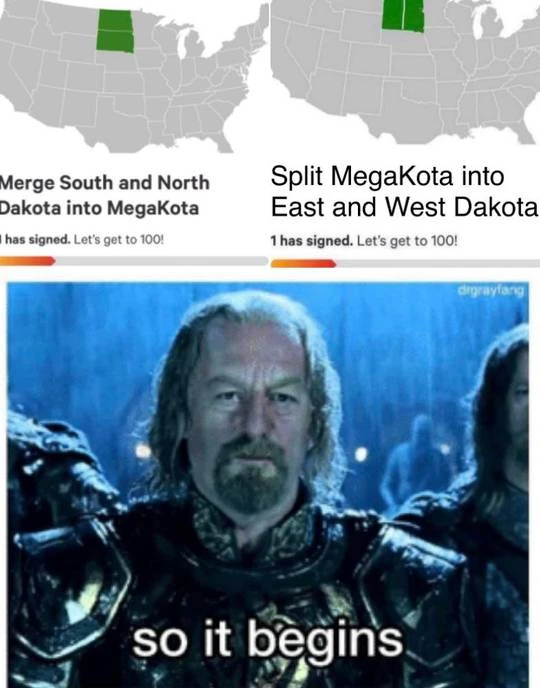 Merge South and North
Dakota into MegaKota
1 has signed. Let's get to 100!
Split MegaKota into
East and West Dakota
1 has signed. Let's get to 100!
drgrayfang
so it begins